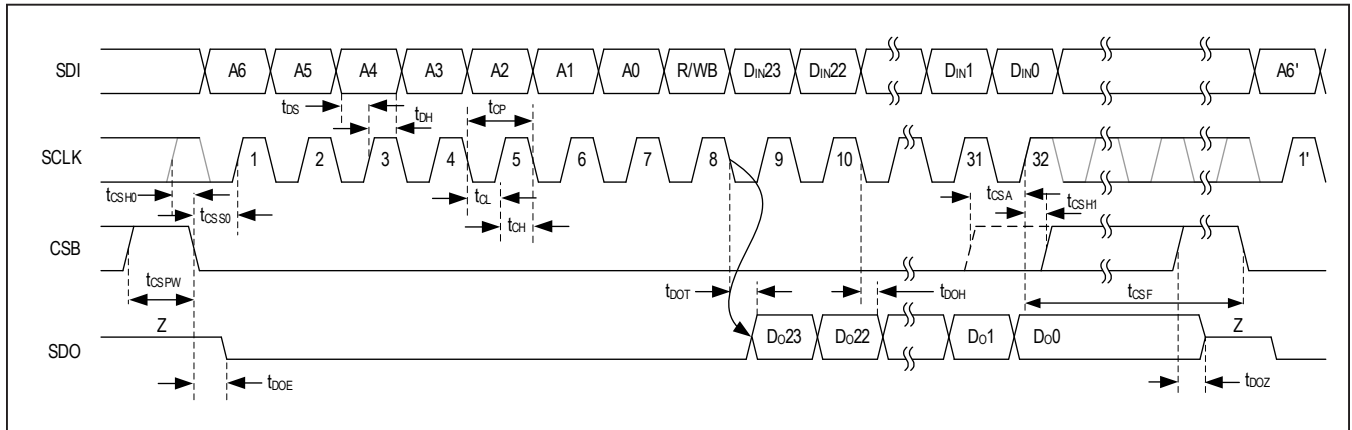 SDI A6 A5 A4 A3 A2 A1 A0 R/WB DIN23 DIN22 DIN1 DIN0 A6'
tDS tDH tCP
SCLK 1 2 3 4 5 6 7 8 9 10 31 32 1'
tCSH0 tCL tCSA tCSH1
tCSS0 tCH
CSB
tCSPW tDOT tDOH tCSF
Z DO23 DO22 DO1 DO0 Z
SDO
tDOE tDOZ